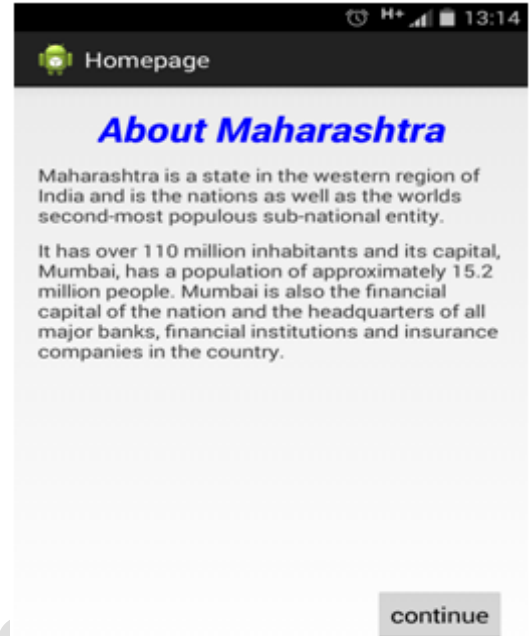 H+ 13:14
Homepage
About Maharashtra
Maharashtra is a state in the western region of
India and is the nations as well as the worlds
second-most populous sub-national entity.
It has over 110 million inhabitants and its capital,
Mumbai, has a population of approximately 15.2
million people. Mumbai is also the financial
capital of the nation and the headquarters of all
major banks, financial institutions and insurance
companies in the country.
continue